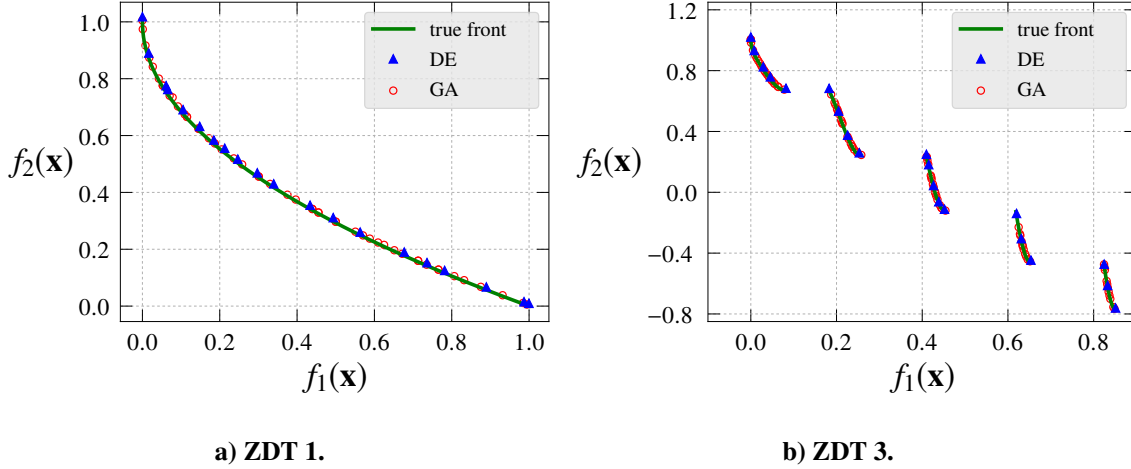 1.0
0.8
0.6
0.4
0.2
0.0
f₂(x)
true front
DE
GA
0.0 0.2 0.4 0.6 0.8 1.0
f₁(x)
a) ZDT 1.
1.2
0.8
0.4
0.0
−0.4
−0.8
f₂(x)
true front
DE
GA
0.0 0.2 0.4 0.6 0.8
f₁(x)
b) ZDT 3.